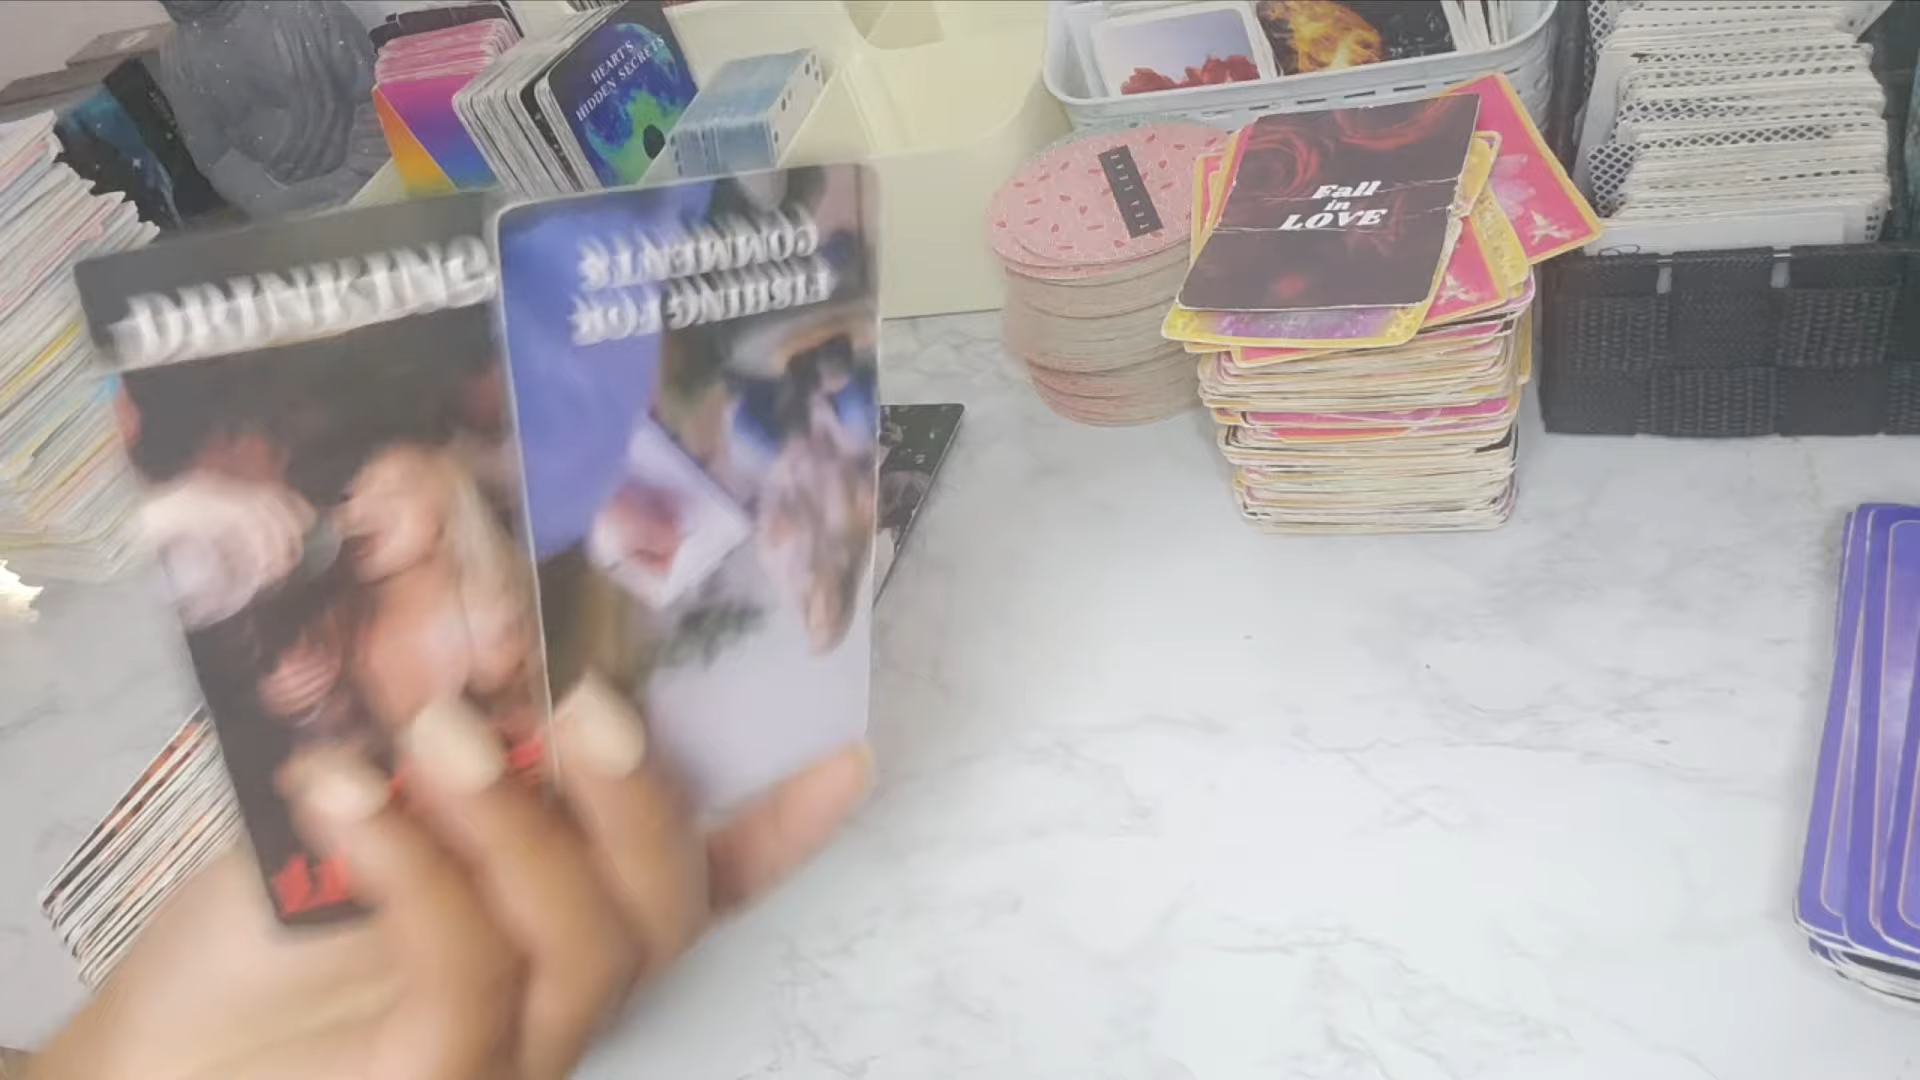 HEART'S
HIDDEN SECRETS
Fall
in
LOVE
DRINKING
FISHING FOR
COMMENTS